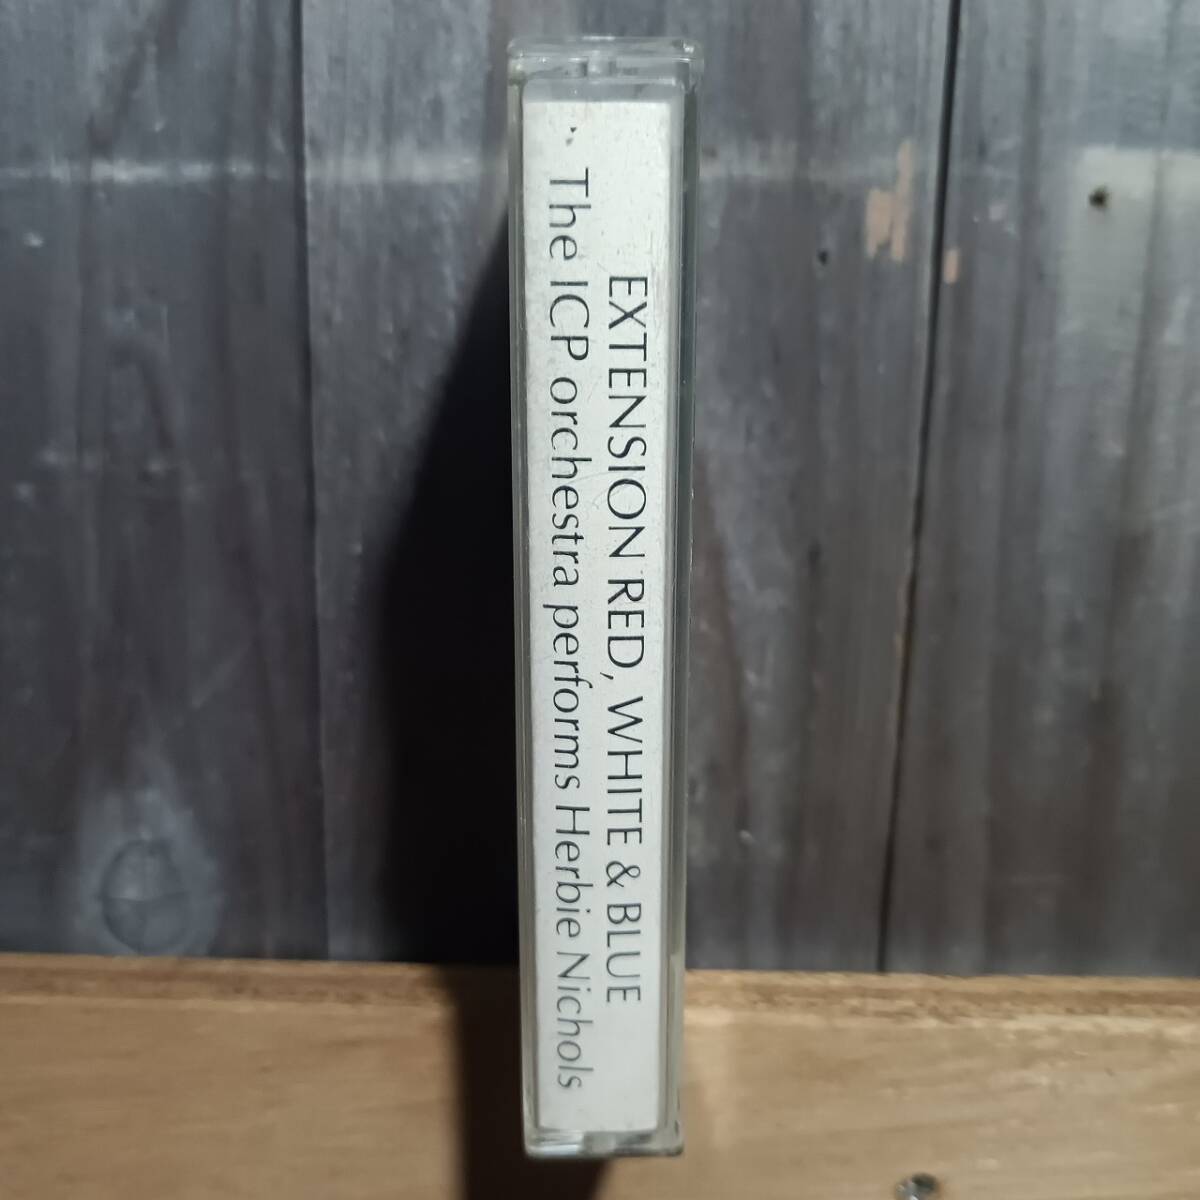 EXTENSION RED, WHITE & BLUE
The ICP orchestra performs Herbie Nichols